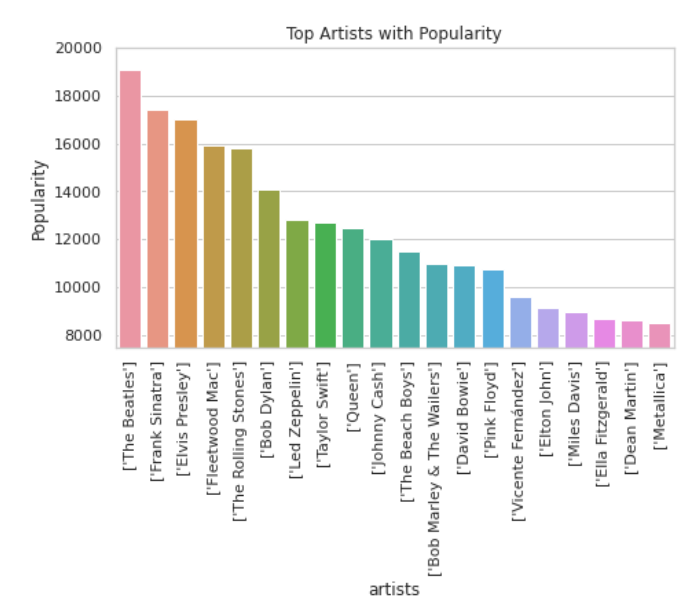 Top Artists with Popularity
20000
18000
16000
14000
12000
10000
8000
Popularity
['The Beatles']
['Frank Sinatra']
['Elvis Presley']
['Fleetwood Mac']
['The Rolling Stones']
['Bob Dylan']
['Led Zeppelin']
['Taylor Swift']
['Queen']
['Johnny Cash']
['The Beach Boys']
['Bob Marley & The Wailers']
['David Bowie']
['Pink Floyd']
['Vicente Fernández']
['Elton John']
['Miles Davis']
['Ella Fitzgerald']
['Dean Martin']
['Metallica']
artists